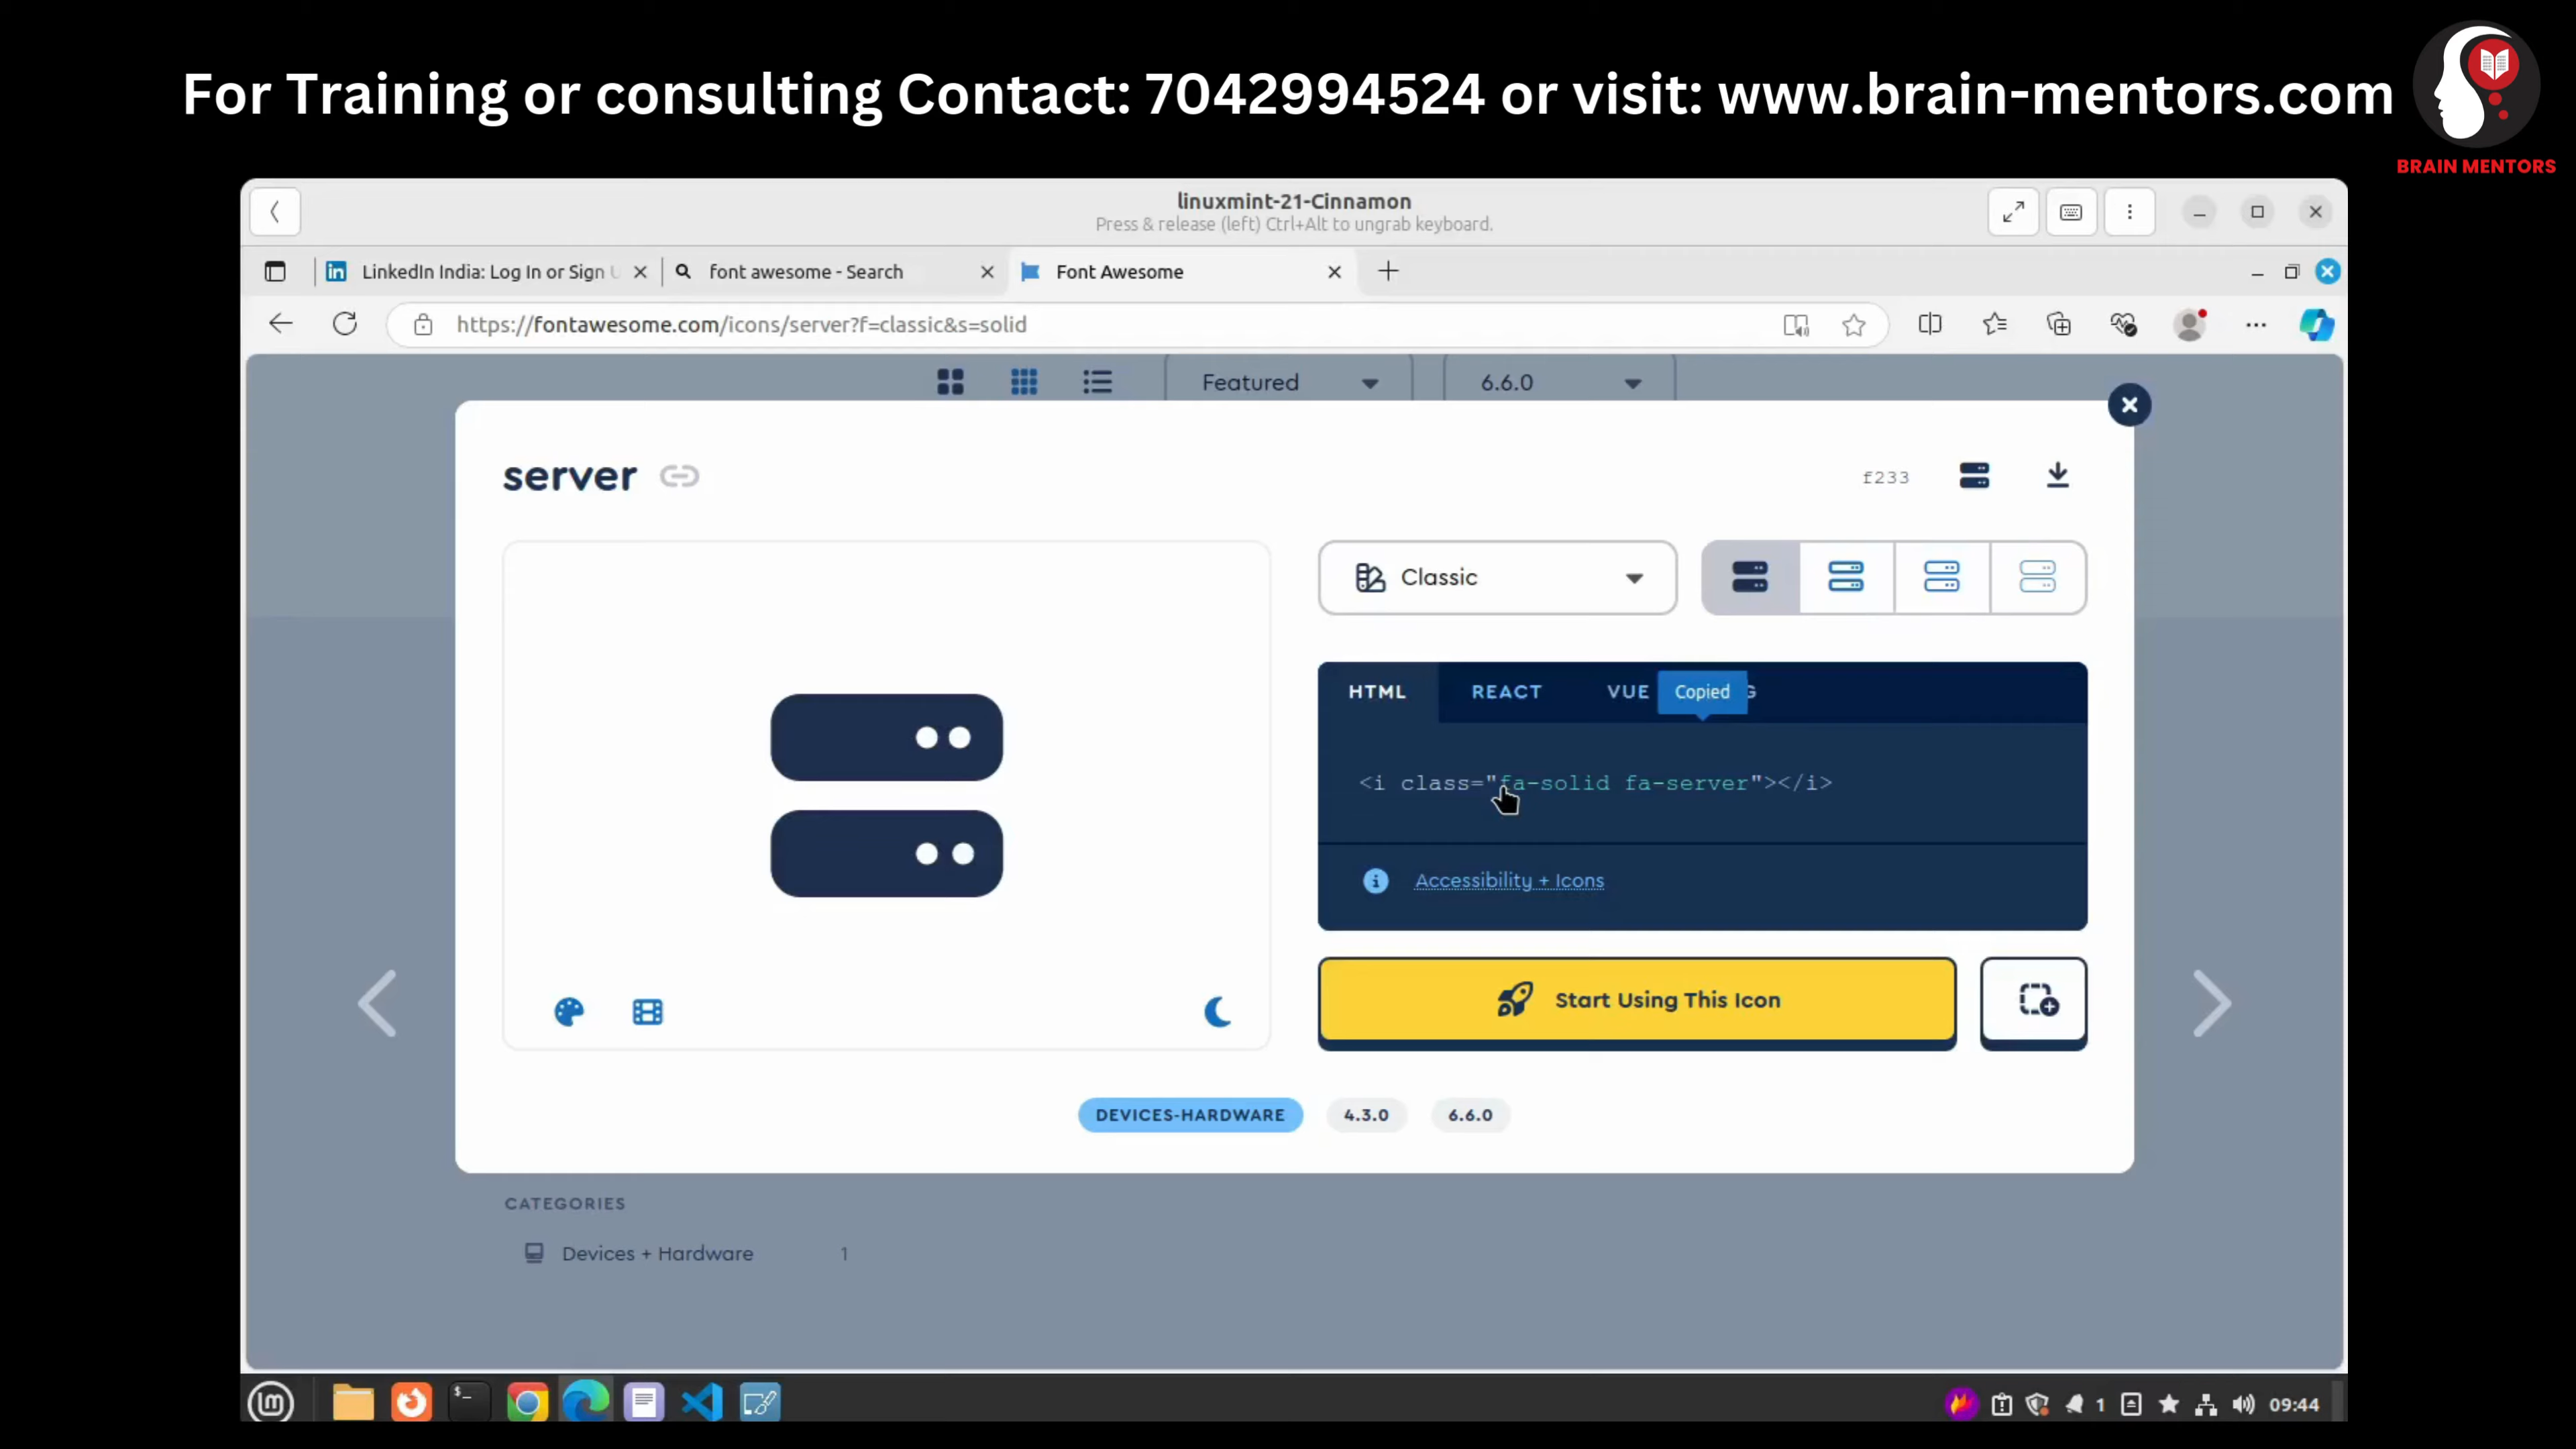 For Training or consulting Contact: 7042994524 or visit: www.brain-mentors.com
BRAIN MENTORS
linuxmint-21-Cinnamon
Press & release (left) Ctrl+Alt to ungrab keyboard.
LinkedIn India: Log In or Sign U
font awesome - Search
Font Awesome
https://fontawesome.com/icons/server?f=classic&s=solid
Featured
6.6.0
server
f233
Classic
HTML
REACT
VUE
Copied
G
<i class="fa-solid fa-server"></i>
Accessibility + Icons
Start Using This Icon
DEVICES-HARDWARE
4.3.0
6.6.0
CATEGORIES
Devices + Hardware
1
1
09:44